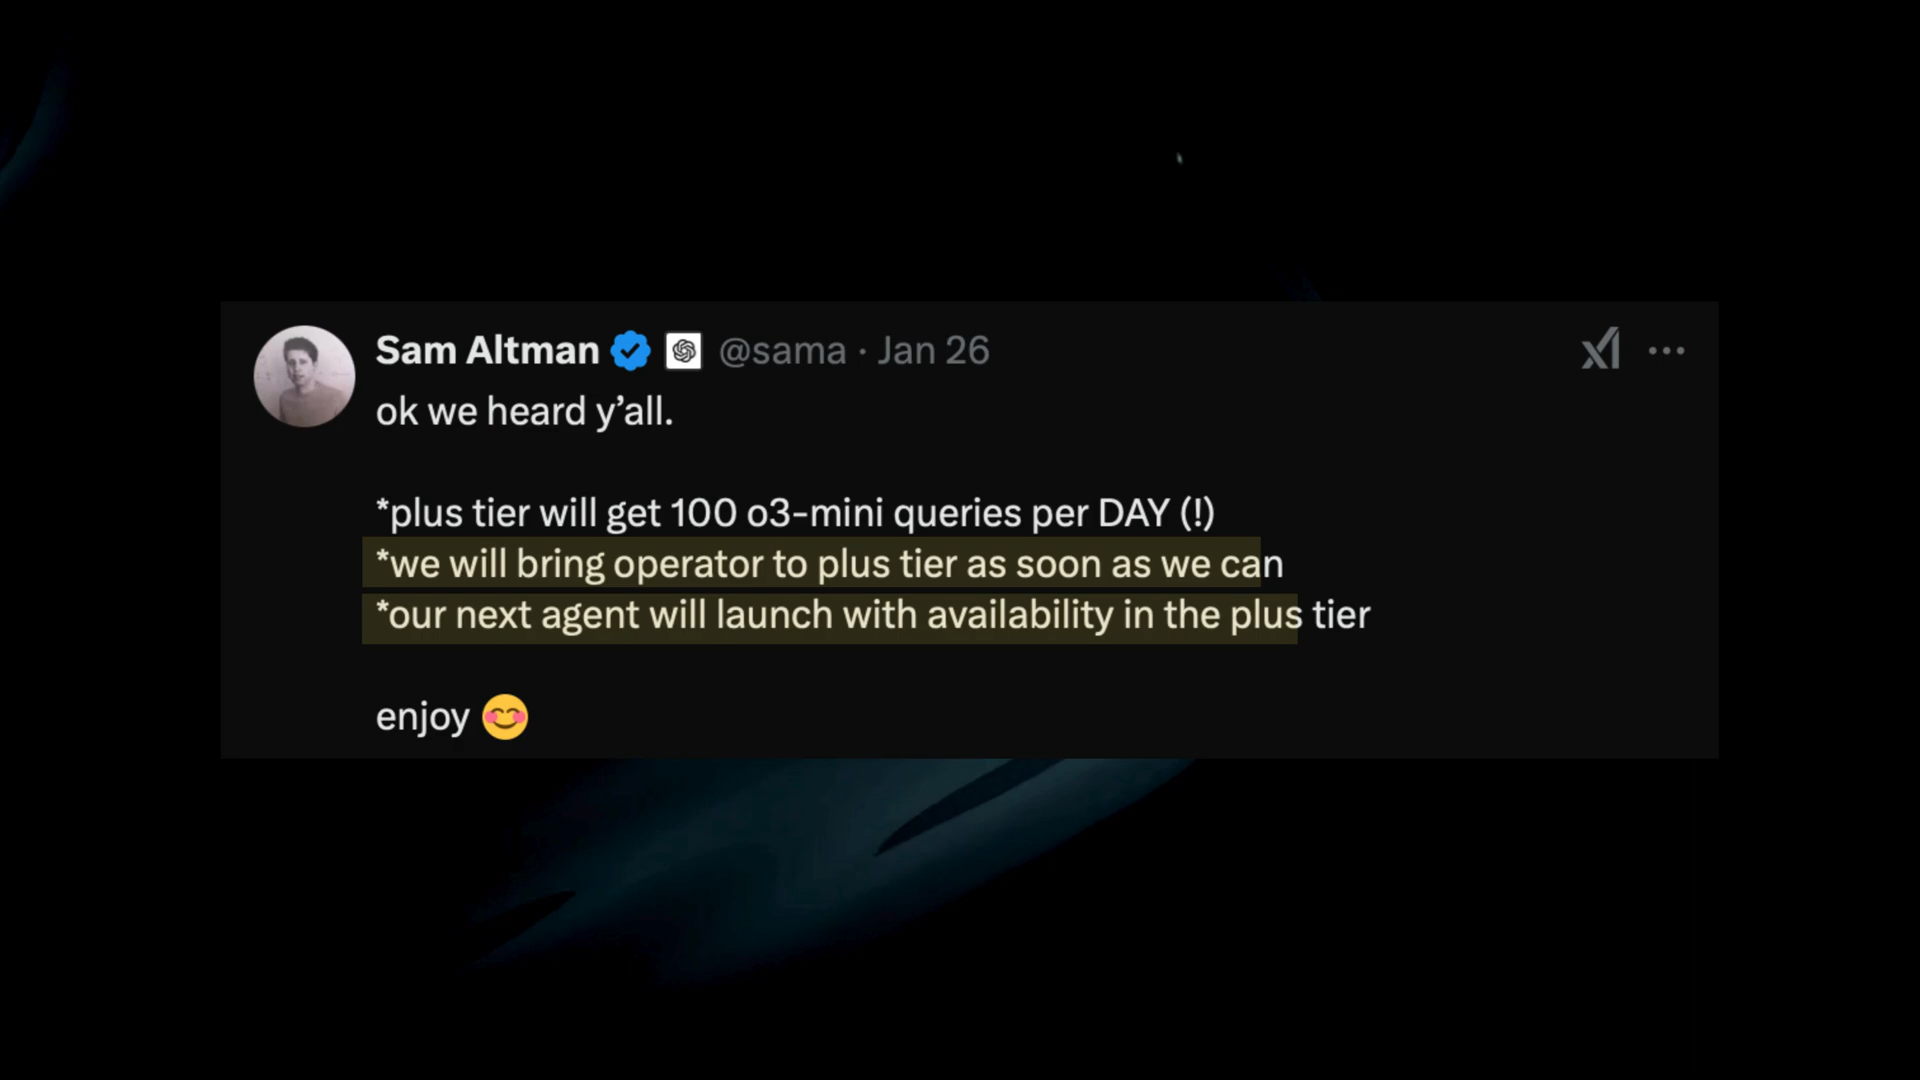 Sam Altman @sama · Jan 26
ok we heard y’all.
*plus tier will get 100 o3-mini queries per DAY (!)
*we will bring operator to plus tier as soon as we can
*our next agent will launch with availability in the plus tier
enjoy 😊